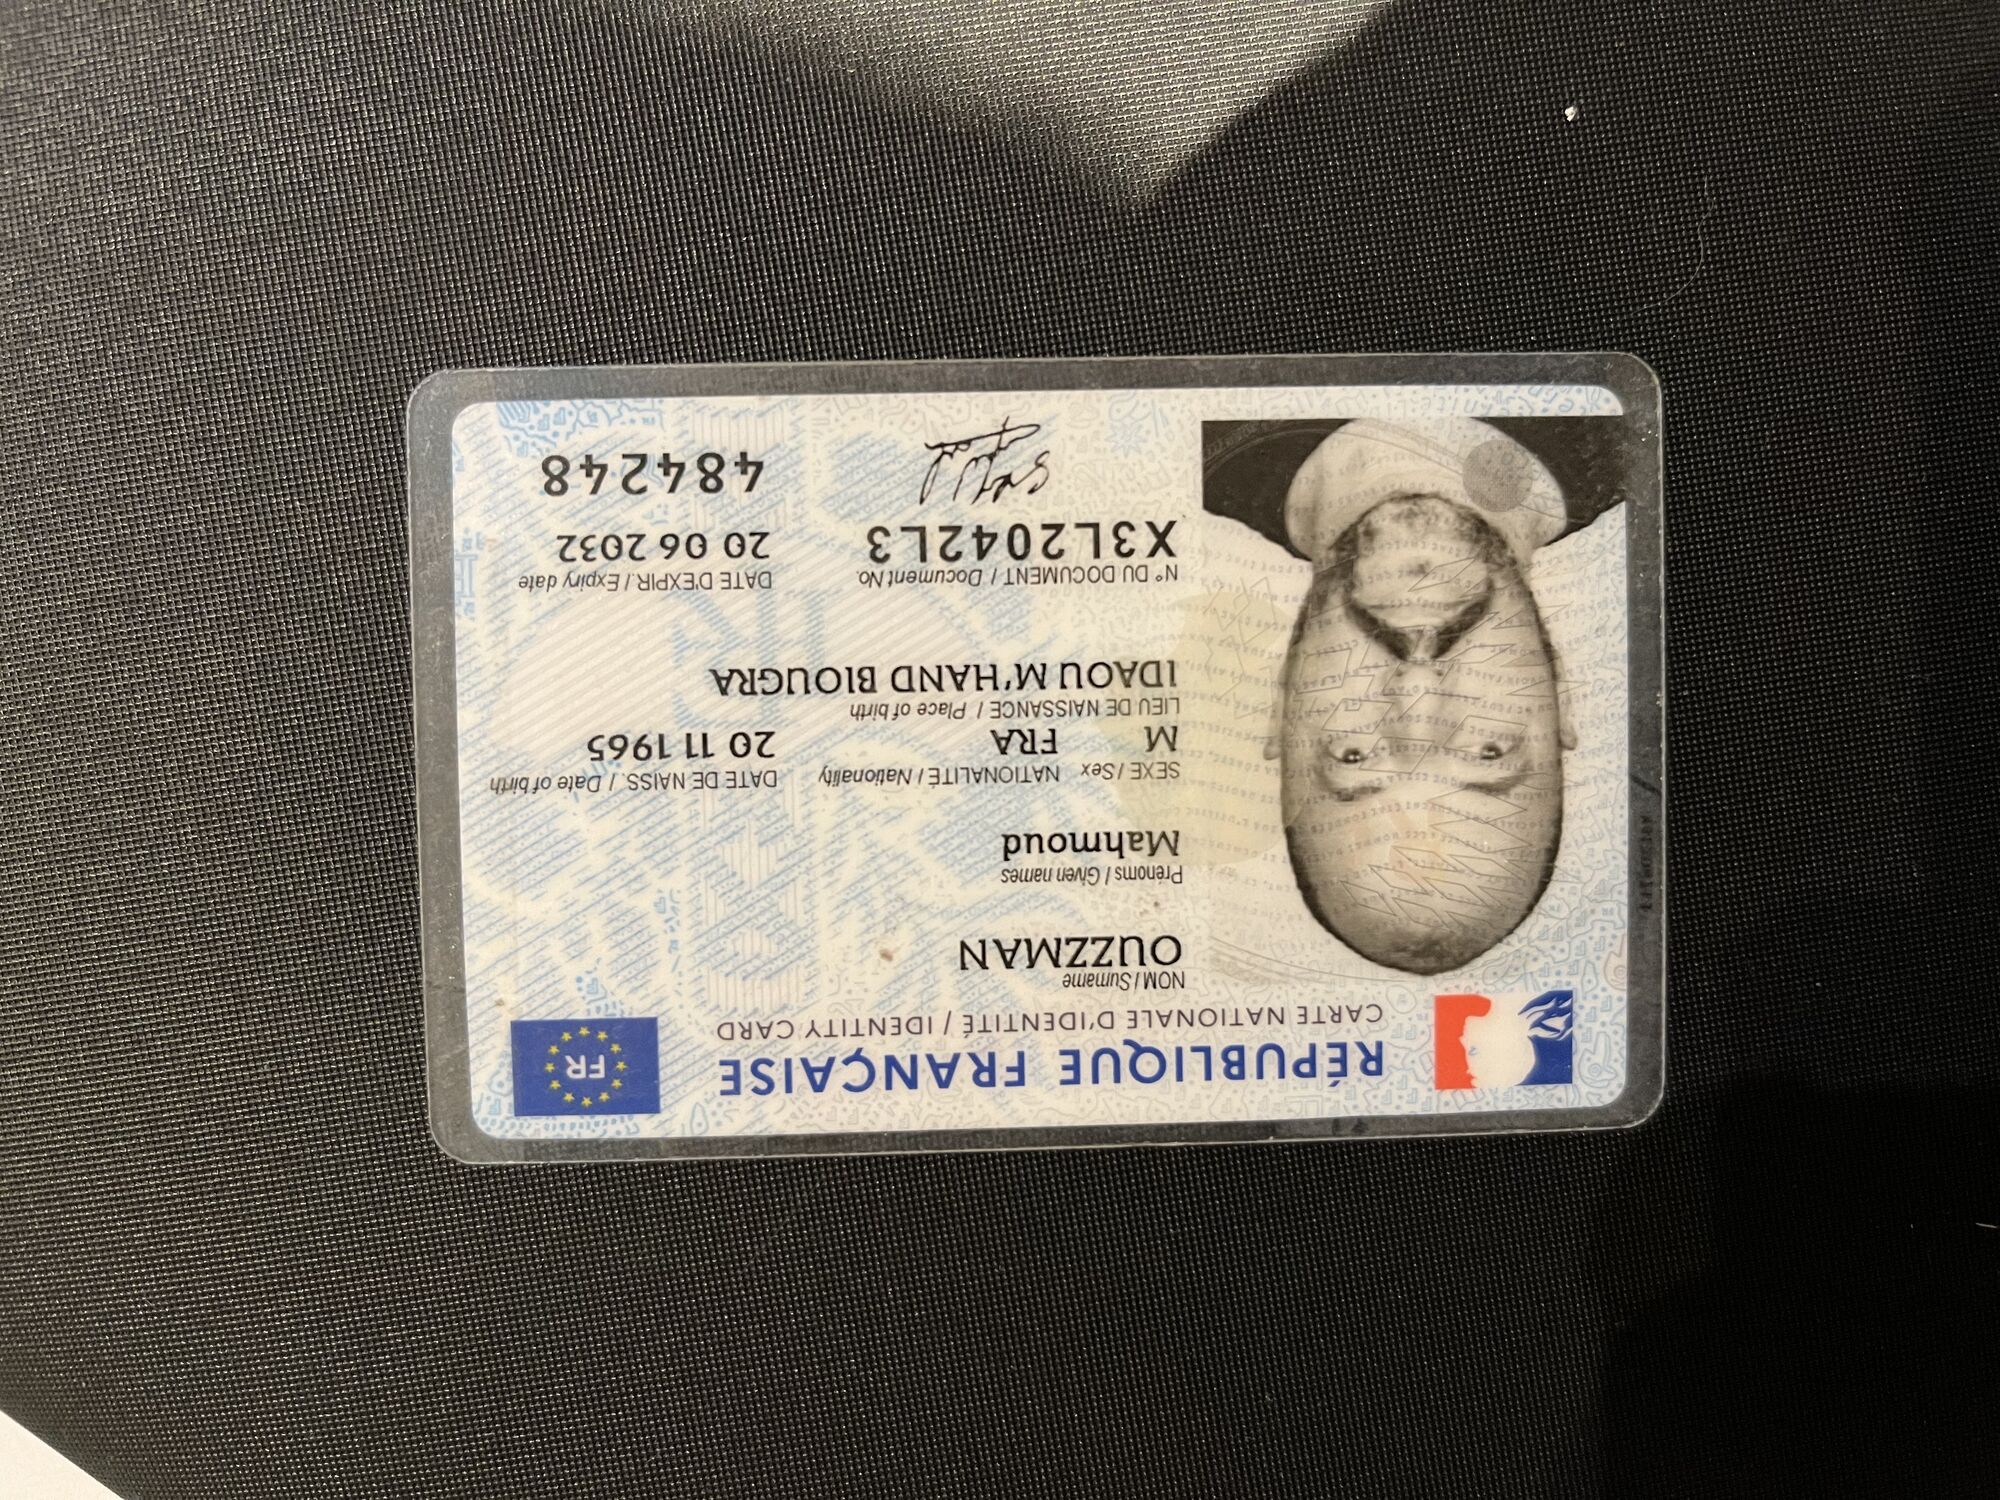 RÉPUBLIQUE FRANÇAISE
CARTE NATIONALE D'IDENTITÉ / IDENTITY CARD
FR
NOM / Surname
OUZZMAN
Prénoms / Given names
Mahmoud
SEXE / Sex NATIONALITÉ / Nationality DATE DE NAISS. / Date of birth
M FRA 20 11 1965
LIEU DE NAISSANCE / Place of birth
IDAOU M'HAND BIOUGRA
N° DU DOCUMENT / Document No. DATE D'EXPIR. / Expiry date
X3L2042L3 20 06 2032
484248